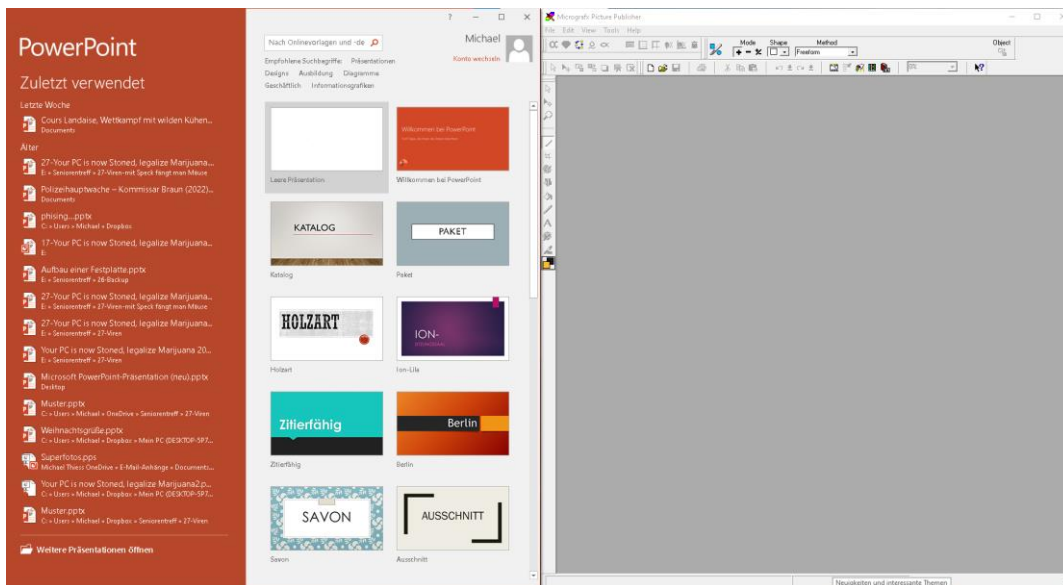 PowerPoint
Zuletzt verwendet
Letzte Woche
Cours Landaise, Wettkampf mit wilden Kühen...
Documents
Älter
27-Your PC is now Stoned, legalize Marijuana...
E: » Seniorentreff » 27-Viren-mit Speck fängt man Mäuse
Polizeihauptwache – Kommissar Braun (2022)...
Documents
phising...pptx
C: » Users » Michael » Dropbox
17-Your PC is now Stoned, legalize Marijuana...
E:
Aufbau einer Festplatte.pptx
E: » Seniorentreff » 26-Backup
27-Your PC is now Stoned, legalize Marijuana...
E: » Seniorentreff » 27-Viren-mit Speck fängt man Mäuse
27-Your PC is now Stoned, legalize Marijuana...
E: » Seniorentreff » 27-Viren
Your PC is now Stoned, legalize Marijuana 20...
E: » Seniorentreff » 27-Viren
Microsoft PowerPoint-Präsentation (neu).pptx
Desktop
Muster.pptx
C: » Users » Michael » OneDrive » Seniorentreff » 27-Viren
Weihnachtsgrüße.pptx
C: » Users » Michael » Dropbox » Mein PC (DESKTOP-5P7...
Superfotos.pps
Michael Thiess OneDrive » E-Mail-Anhänge » Documents...
Your PC is now Stoned, legalize Marijuana2.p...
C: » Users » Michael » Dropbox » Mein PC (DESKTOP-5P7...
Muster.pptx
C: » Users » Michael » Dropbox » Seniorentreff » 27-Viren
Weitere Präsentationen öffnen
?
Nach Onlinevorlagen und -de
Michael
Konto wechseln
Empfohlene Suchbegriffe: Präsentationen
Designs Ausbildung Diagramme
Geschäftlich Informationsgrafiken
Willkommen bei PowerPoint
Leere Präsentation
Willkommen bei PowerPoint
KATALOG
PAKET
Katalog
Paket
HOLZART
ION-
Holzart
Ion-Lila
Zitierfähig
Berlin
Zitierfähig
Berlin
SAVON
AUSSCHNITT
Savon
Ausschnitt
Micrografx Picture Publisher
File Edit View Tools Help
Mode Shape Method
Freeform
Object
Neuigkeiten und interessante Themen